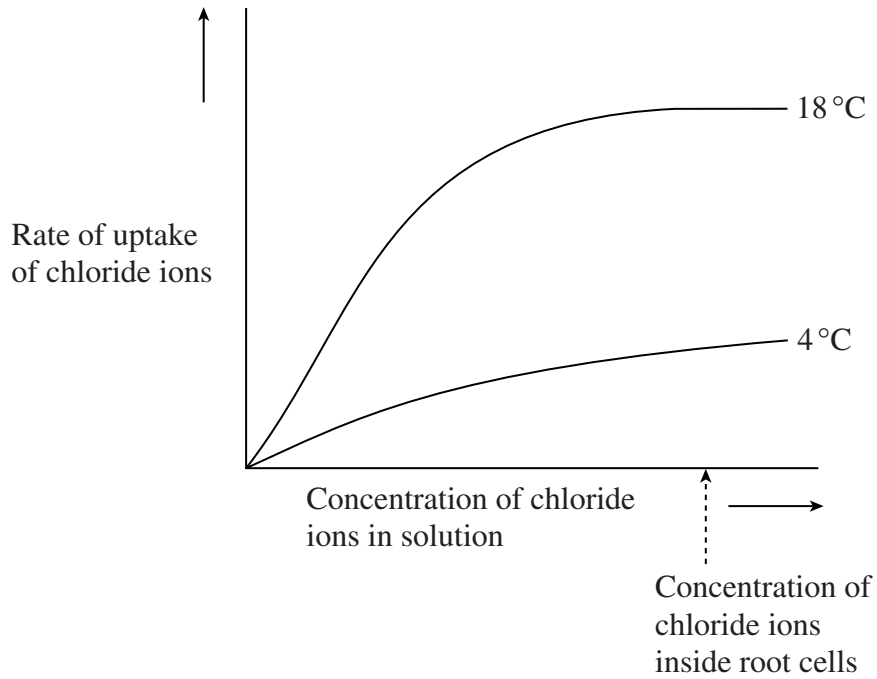 18 °C
Rate of uptake
of chloride ions
4 °C
Concentration of chloride
ions in solution
Concentration of
chloride ions
inside root cells